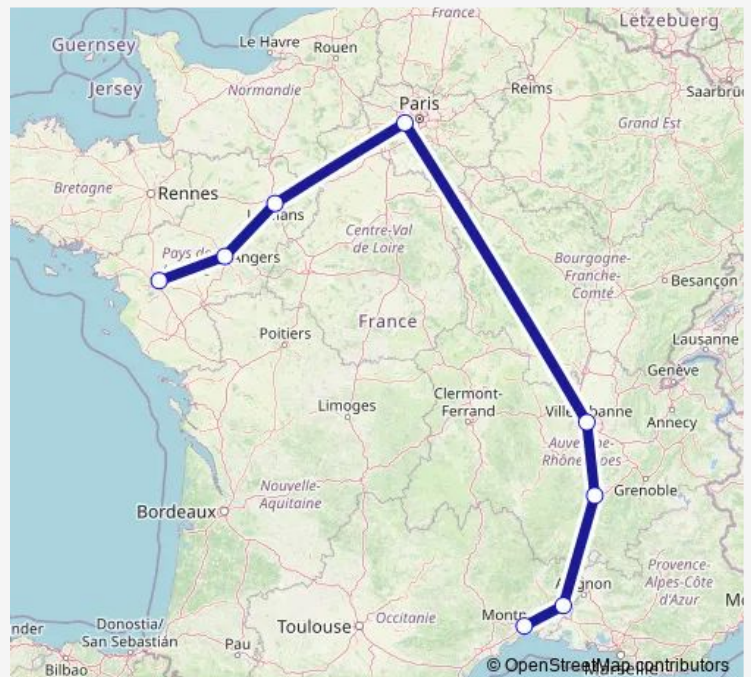 France
Lëtzebuerg
Guernsey
Le Havre
Rouen
Jersey
Normandie
Paris
Reims
Saarbrü
Grand Est
Bretagne
Rennes
Centre-Val
de Loire
Pays de
Angers
Bourgogne-
Franche-
Comté
Besançon
France
Poitiers
Lausanne
Genève
Limoges
Clermont-
Ferrand
Annecy
Nouvelle-
Aquitaine
Grenoble
Bordeaux
Provence-
Alpes-Côte
d'Azur
Occitanie
Toulouse
Donostia/
San Sebastián
Pau
Bilbao
© OpenStreetMap contributors